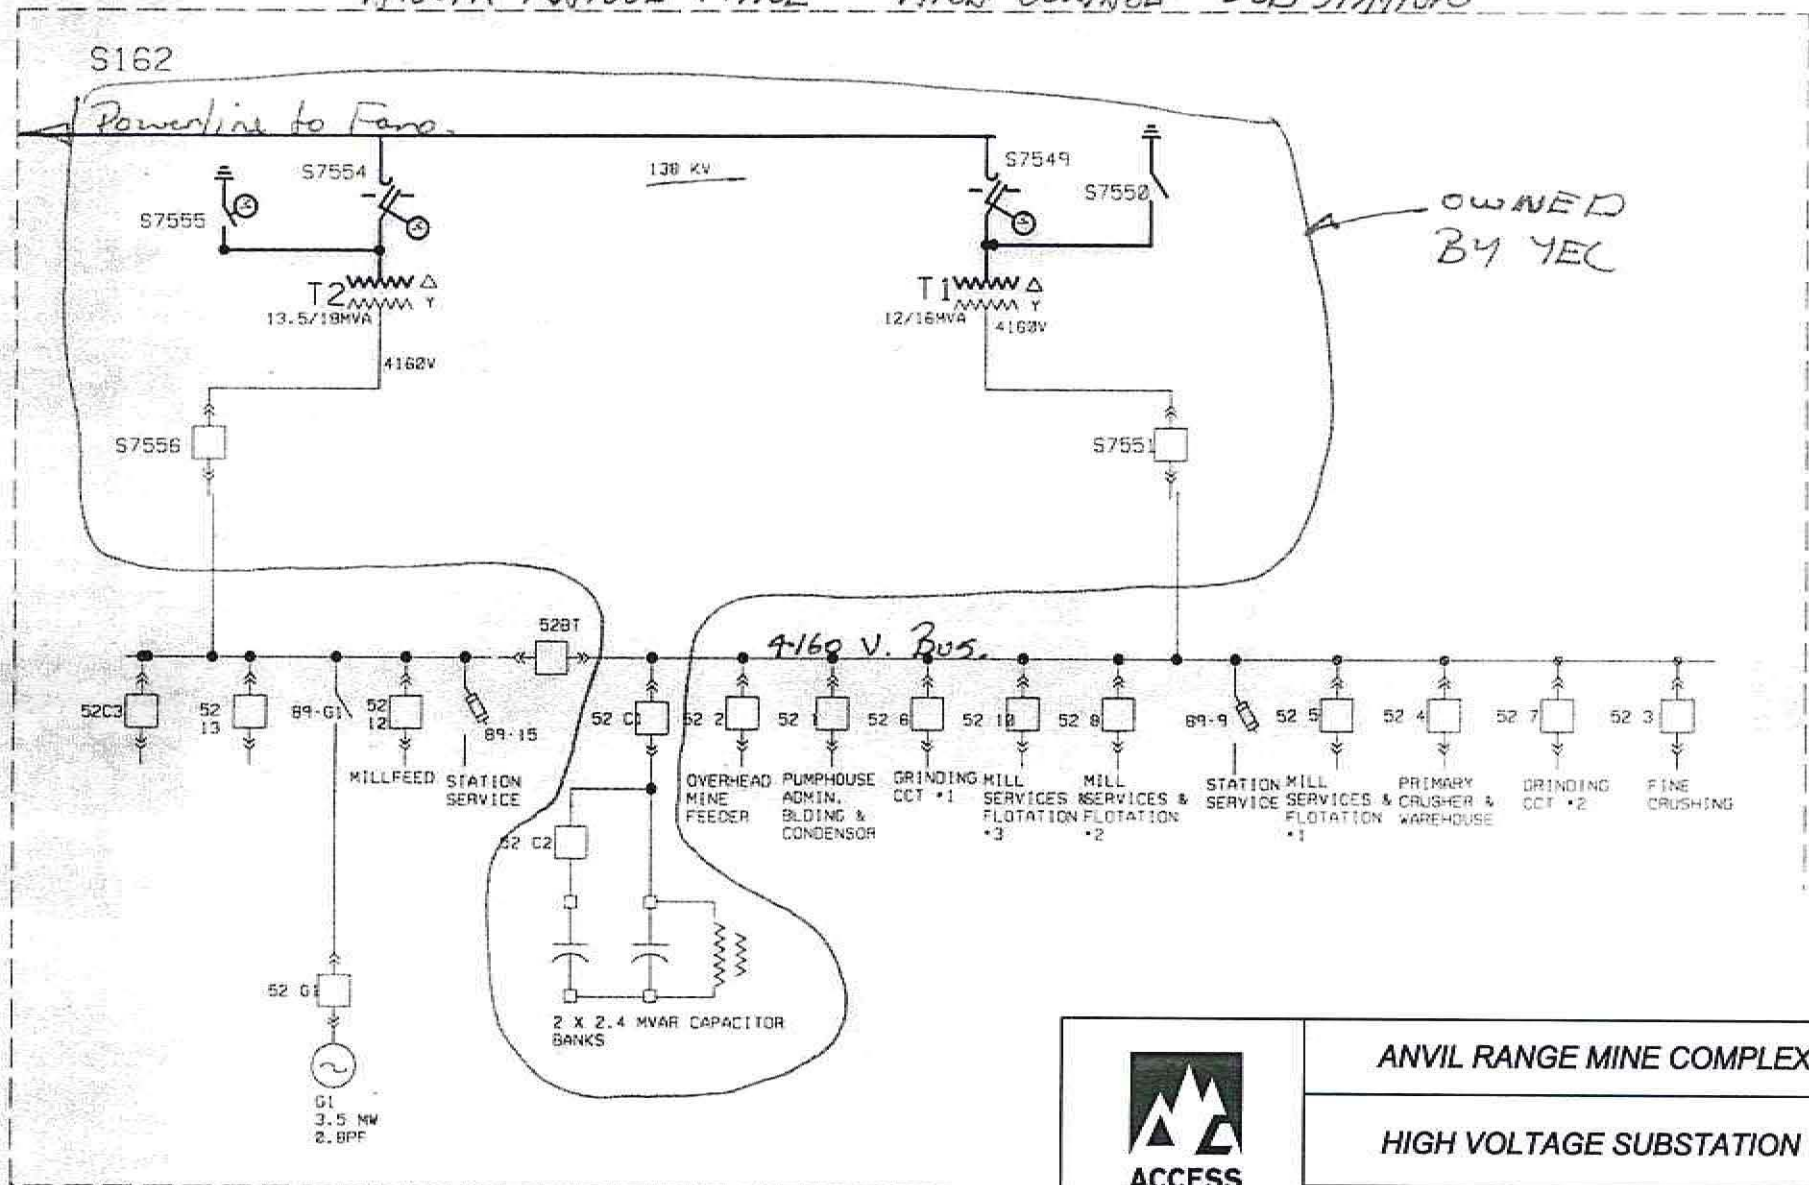 S162
Powerline to Faro.
S7554
138 KV
S7549
S7555
S7550
OWNED
BY YEC
T2
Y
13.5/18MVA
4160V
T1
Y
12/16MVA
4160V
S7556
S7551
52BT
4160 V. Bus.
52C3
52
13
89-G1
52
12
89-15
52 C1
52 2
52 1
52 6
52 10
52 8
89-9
52 5
52 4
52 7
52 3
MILLFEED
STATION
SERVICE
OVERHEAD
MINE
FEEDER
PUMPHOUSE
ADMIN.
BLDING &
CONDENSOR
GRINDING
CCT •1
MILL
SERVICES &
FLOTATION
•3
MILL
SERVICES &
FLOTATION
•2
STATION
SERVICE
MILL
SERVICES &
FLOTATION
•1
PRIMARY
CRUSHER &
WAREHOUSE
GRINDING
CCT •2
FINE
CRUSHING
52 C2
52 G1
2 X 2.4 MVAR CAPACITOR
BANKS
G1
3.5 MW
0.8PF
ANVIL RANGE MINE COMPLEX
HIGH VOLTAGE SUBSTATION
ACCESS